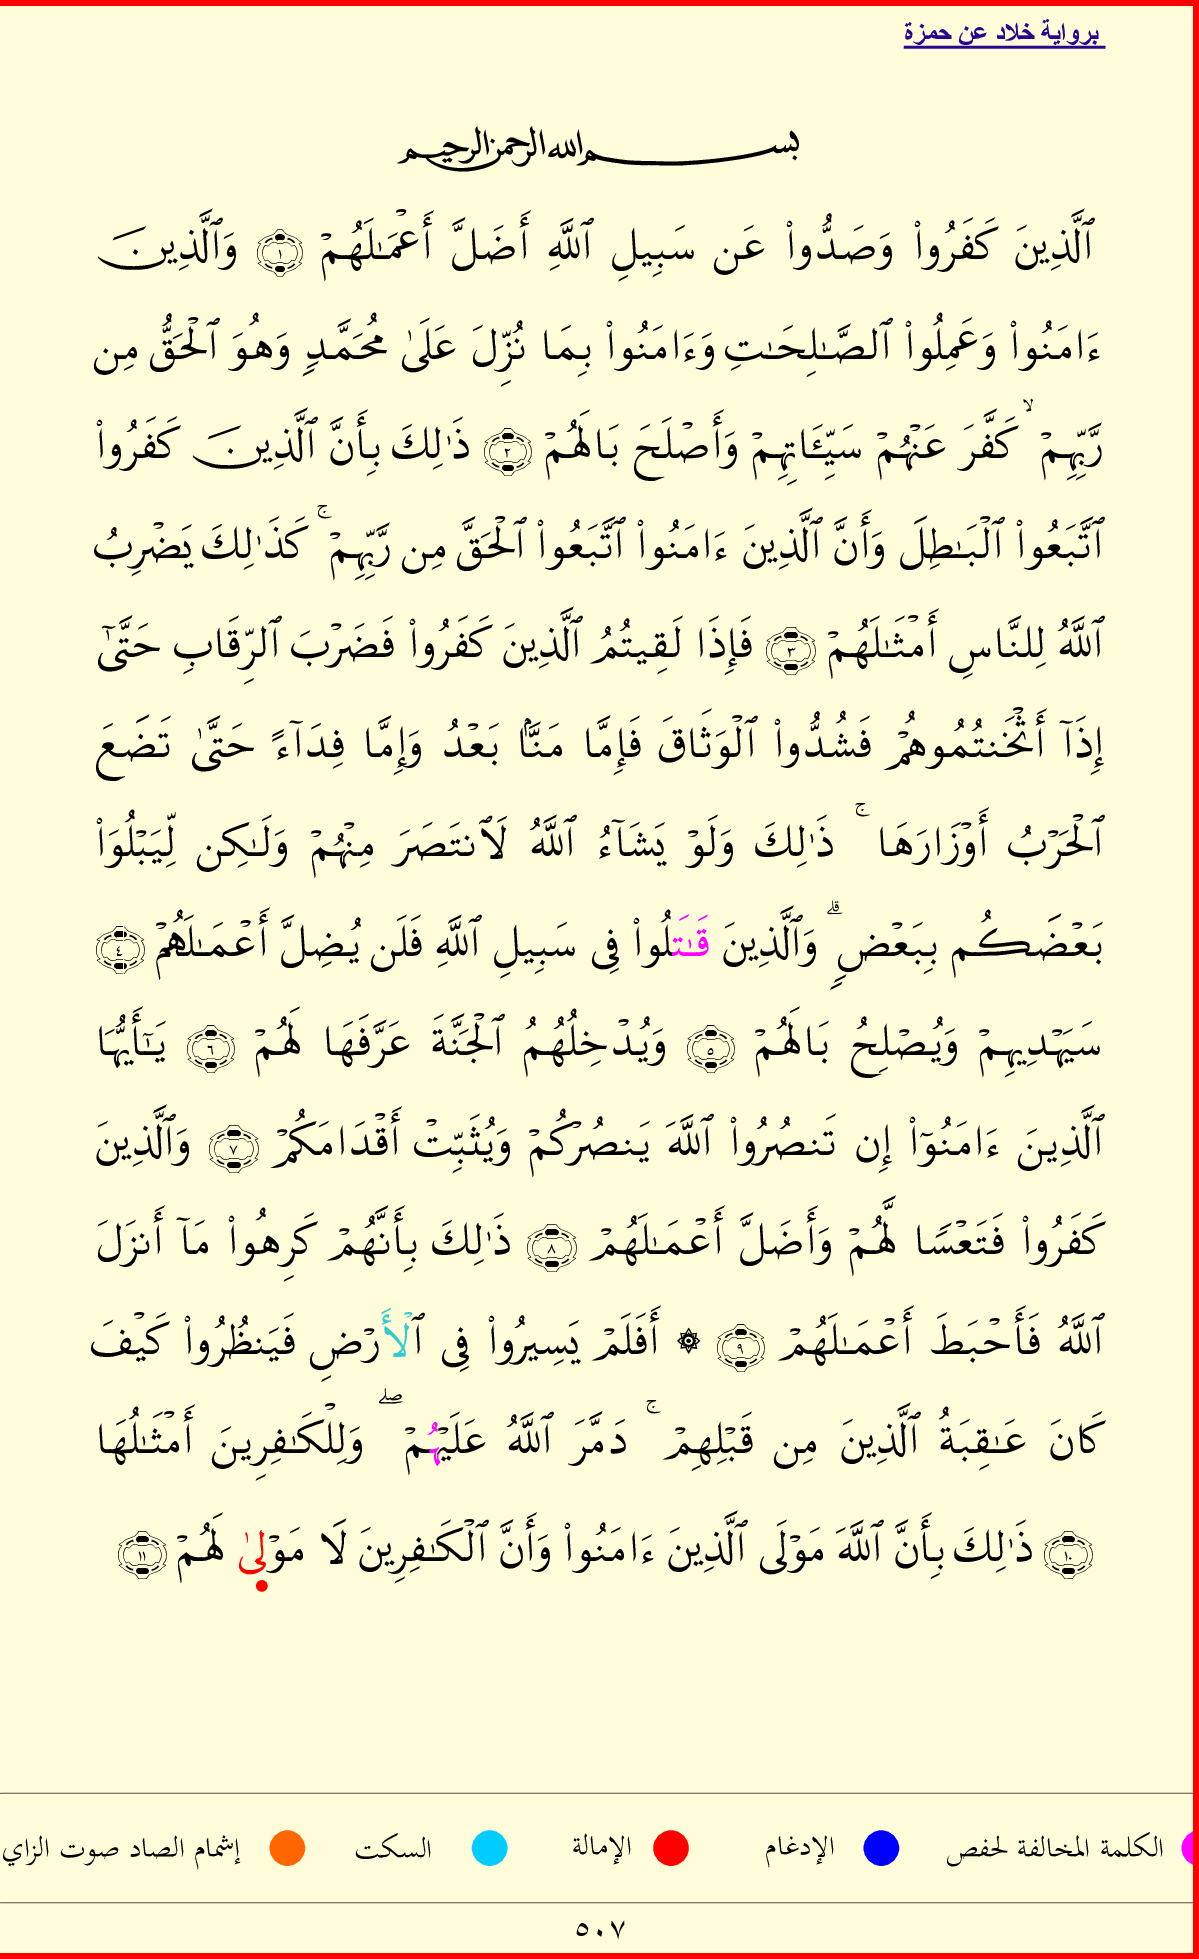 برواية خلاد عن حمزة
بسم الله الرحمن الرحيم
ٱلَّذِينَ كَفَرُوا۟ وَصَدُّوا۟ عَن سَبِيلِ ٱللَّهِ أَضَلَّ أَعْمَـٰلَهُمْ ١ وَٱلَّذِينَ
ءَامَنُوا۟ وَعَمِلُوا۟ ٱلصَّـٰلِحَـٰتِ وَءَامَنُوا۟ بِمَا نُزِّلَ عَلَىٰ مُحَمَّدٍ وَهُوَ ٱلْحَقُّ مِن
رَّبِّهِمْ ۙ كَفَّرَ عَنْهُمْ سَيِّـَٔاتِهِمْ وَأَصْلَحَ بَالَهُمْ ٢ ذَٰلِكَ بِأَنَّ ٱلَّذِينَ كَفَرُوا۟
ٱتَّبَعُوا۟ ٱلْبَـٰطِلَ وَأَنَّ ٱلَّذِينَ ءَامَنُوا۟ ٱتَّبَعُوا۟ ٱلْحَقَّ مِن رَّبِّهِمْ ۚ كَذَٰلِكَ يَضْرِبُ
ٱللَّهُ لِلنَّاسِ أَمْثَـٰلَهُمْ ٣ فَإِذَا لَقِيتُمُ ٱلَّذِينَ كَفَرُوا۟ فَضَرْبَ ٱلرِّقَابِ حَتَّىٰٓ
إِذَآ أَثْخَنتُمُوهُمْ فَشُدُّوا۟ ٱلْوَثَاقَ فَإِمَّا مَنًّۢا بَعْدُ وَإِمَّا فِدَآءً حَتَّىٰ تَضَعَ
ٱلْحَرْبُ أَوْزَارَهَا ۚ ذَٰلِكَ وَلَوْ يَشَآءُ ٱللَّهُ لَٱنتَصَرَ مِنْهُمْ وَلَـٰكِن لِّيَبْلُوَا۟
بَعْضَكُم بِبَعْضٍ ۗ وَٱلَّذِينَ قَـٰتَلُوا۟ فِى سَبِيلِ ٱللَّهِ فَلَن يُضِلَّ أَعْمَـٰلَهُمْ ٤
سَيَهْدِيهِمْ وَيُصْلِحُ بَالَهُمْ ٥ وَيُدْخِلُهُمُ ٱلْجَنَّةَ عَرَّفَهَا لَهُمْ ٦ يَـٰٓأَيُّهَا
ٱلَّذِينَ ءَامَنُوٓا۟ إِن تَنصُرُوا۟ ٱللَّهَ يَنصُرْكُمْ وَيُثَبِّتْ أَقْدَامَكُمْ ٧ وَٱلَّذِينَ
كَفَرُوا۟ فَتَعْسًا لَّهُمْ وَأَضَلَّ أَعْمَـٰلَهُمْ ٨ ذَٰلِكَ بِأَنَّهُمْ كَرِهُوا۟ مَآ أَنزَلَ
ٱللَّهُ فَأَحْبَطَ أَعْمَـٰلَهُمْ ٩ ۞ أَفَلَمْ يَسِيرُوا۟ فِى ٱلْأَرْضِ فَيَنظُرُوا۟ كَيْفَ
كَانَ عَـٰقِبَةُ ٱلَّذِينَ مِن قَبْلِهِمْ ۚ دَمَّرَ ٱللَّهُ عَلَيْهُمْ ۖ وَلِلْكَـٰفِرِينَ أَمْثَـٰلُهَا
١٠ ذَٰلِكَ بِأَنَّ ٱللَّهَ مَوْلَى ٱلَّذِينَ ءَامَنُوا۟ وَأَنَّ ٱلْكَـٰفِرِينَ لَا مَوْلَىٰ لَهُمْ ١١
الكلمة المخالفة لحفص الإدغام الإمالة السكت إشمام الصاد صوت الزاي
٥٠٧